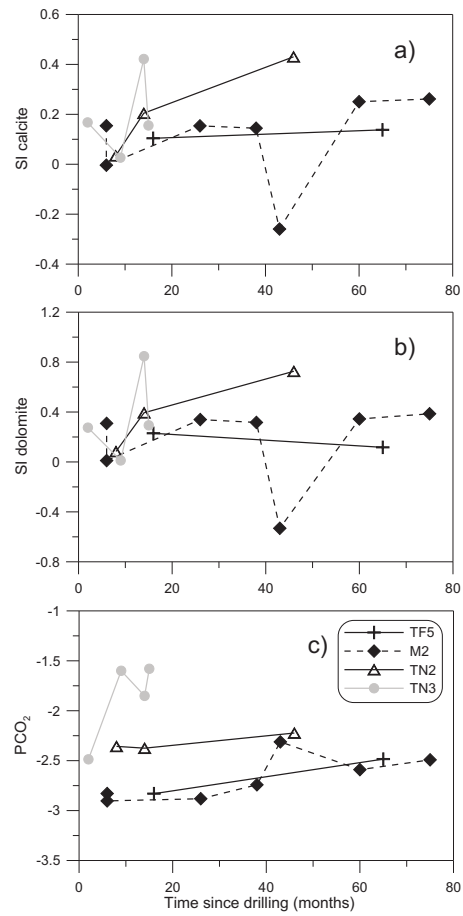 0.6
a)
0.4
0.2
0
-0.2
-0.4
SI calcite
0 20 40 60 80
1.2
b)
0.8
0.4
0
-0.4
-0.8
SI dolomite
0 20 40 60 80
-1
c)
-1.5
-2
-2.5
-3
-3.5
PCO₂
TF5
M2
TN2
TN3
0 20 40 60 80
Time since drilling (months)